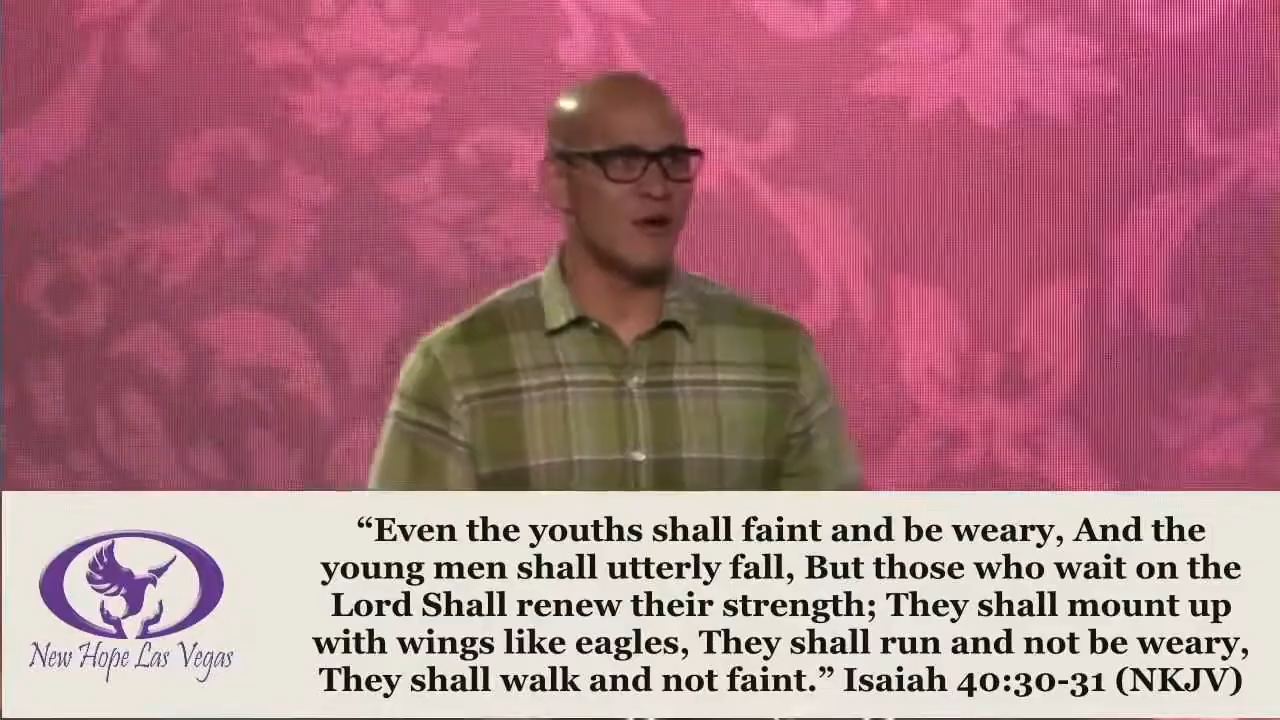 “Even the youths shall faint and be weary, And the
young men shall utterly fall, But those who wait on the
Lord Shall renew their strength; They shall mount up
with wings like eagles, They shall run and not be weary,
They shall walk and not faint.” Isaiah 40:30-31 (NKJV)
New Hope Las Vegas